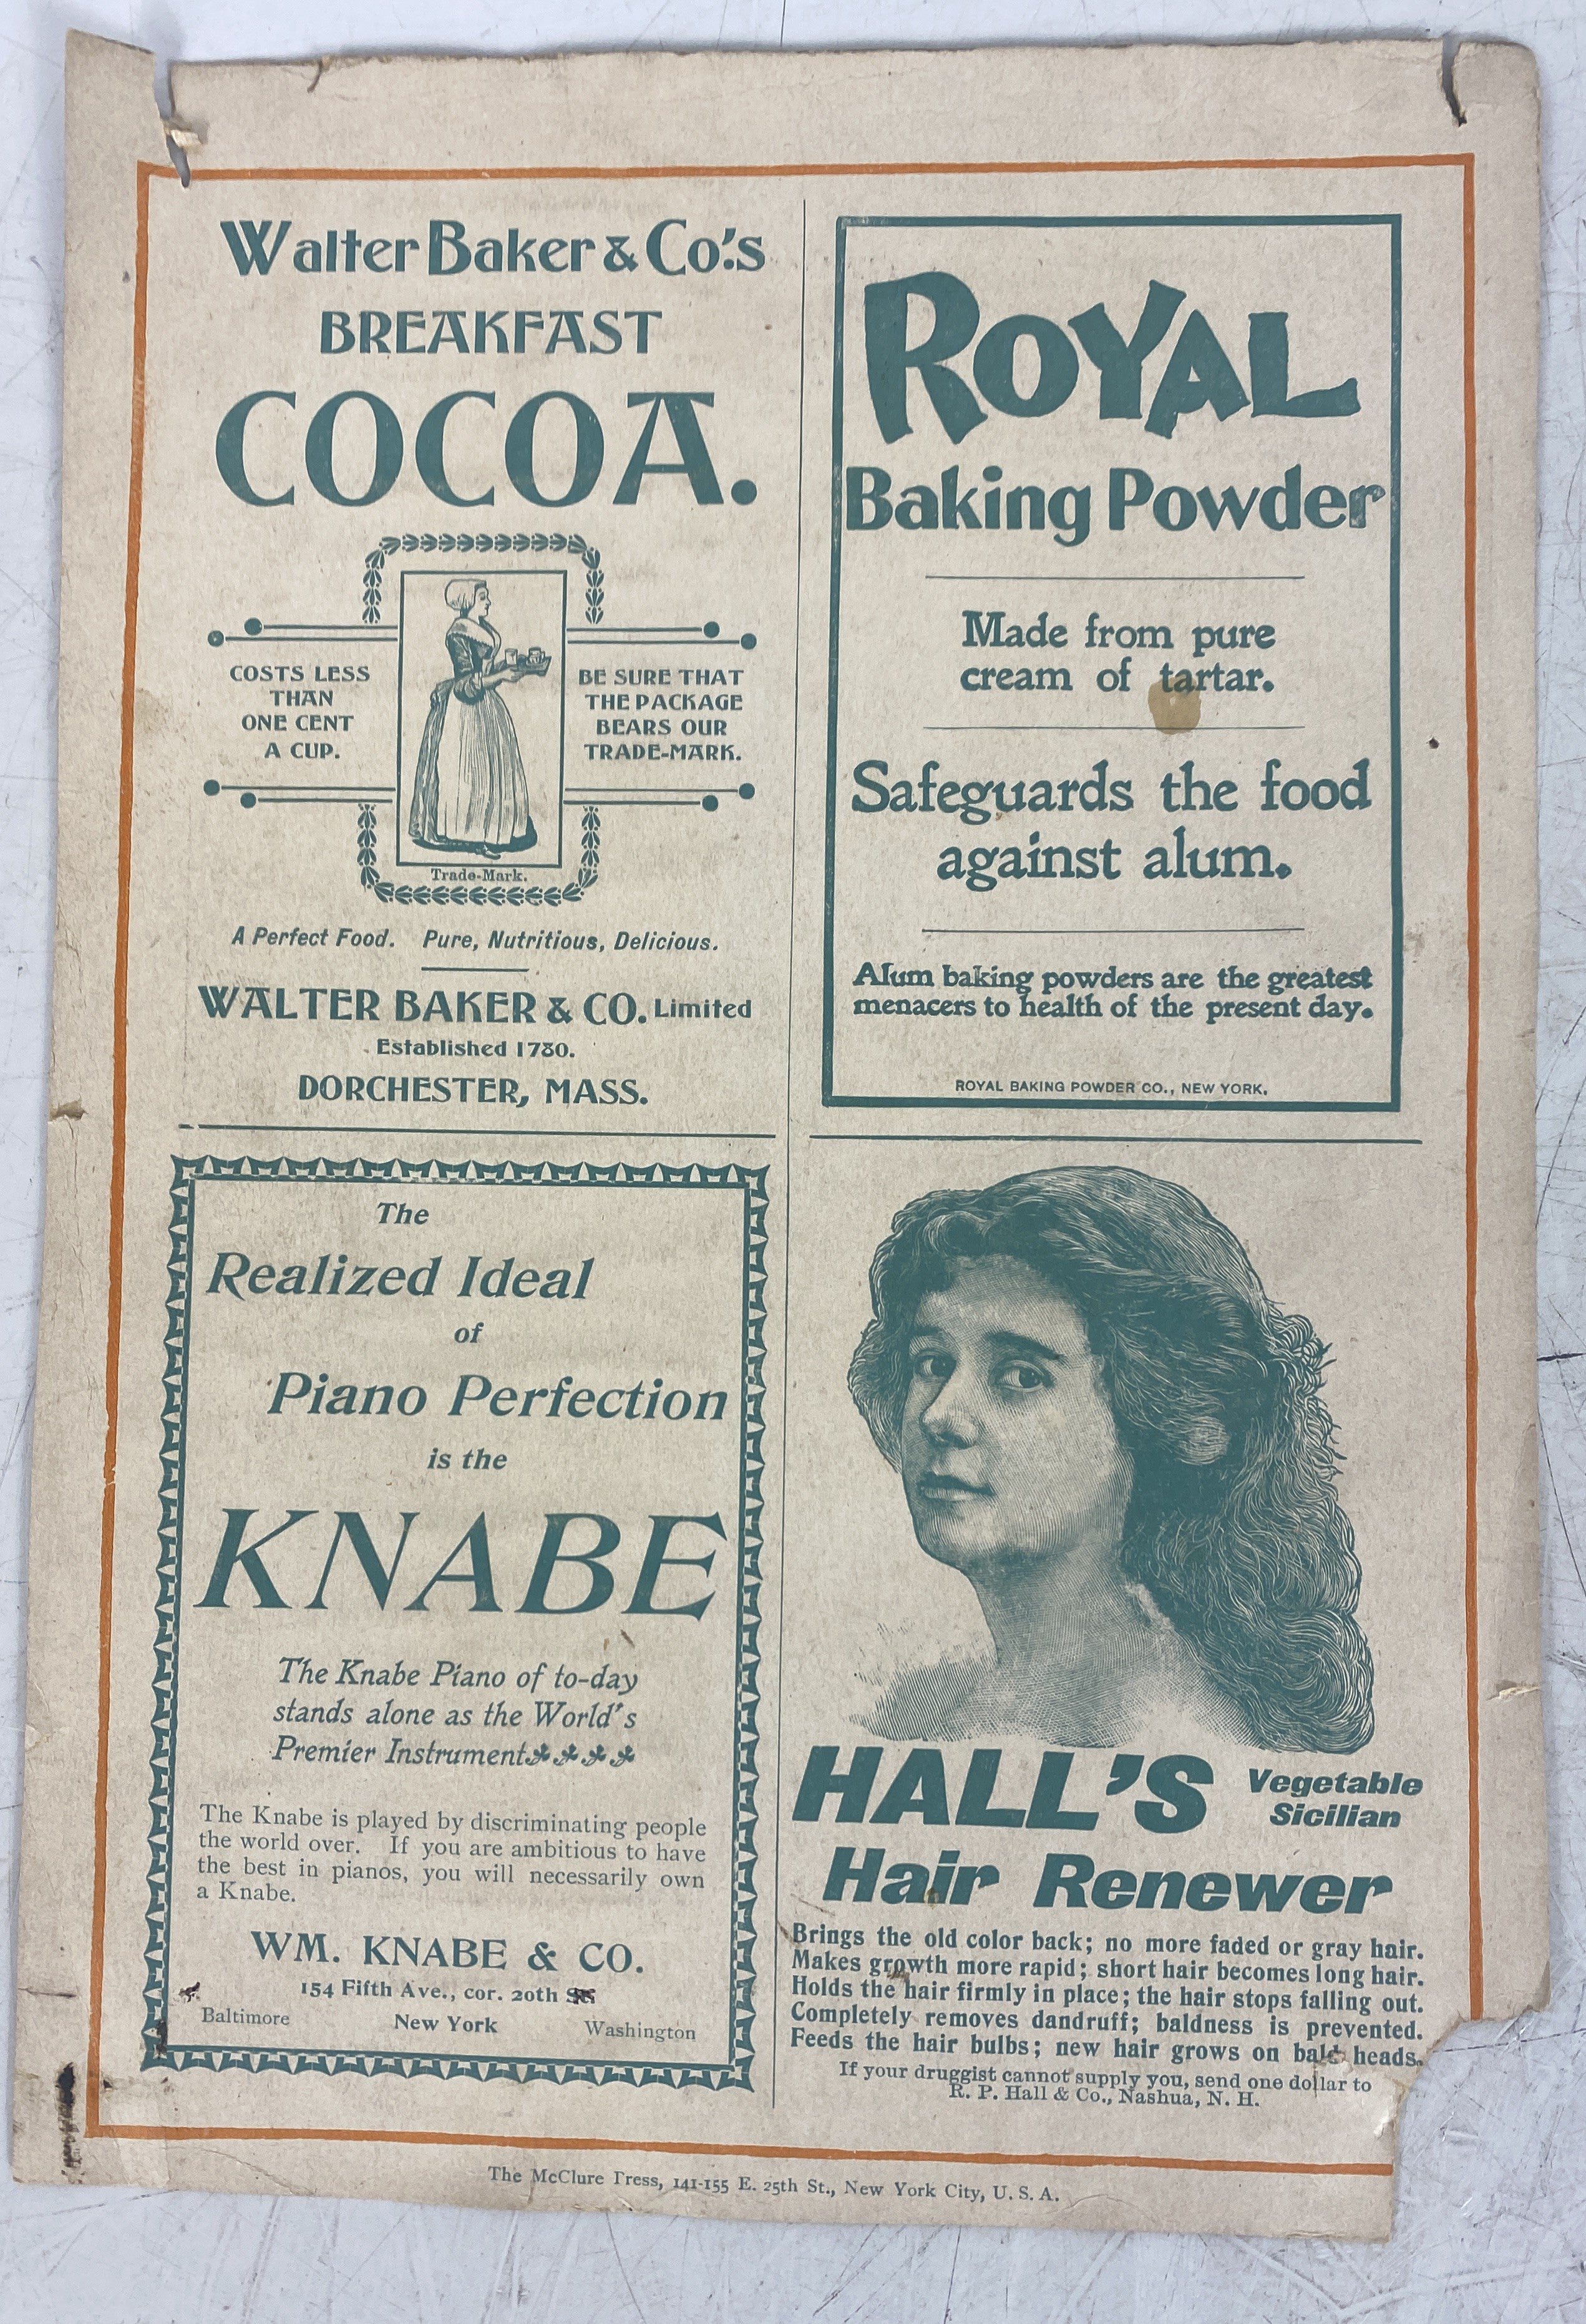 Walter Baker & Co.'s
BREAKFAST
COCOA.
COSTS LESS
THAN
ONE CENT
A CUP.
BE SURE THAT
THE PACKAGE
BEARS OUR
TRADE-MARK.
Trade-Mark.
A Perfect Food. Pure, Nutritious, Delicious.
WALTER BAKER & CO. Limited
Established 1780.
DORCHESTER, MASS.
ROYAL
Baking Powder
Made from pure
cream of tartar.
Safeguards the food
against alum.
Alum baking powders are the greatest
menacers to health of the present day.
ROYAL BAKING POWDER CO., NEW YORK.
The
Realized Ideal
of
Piano Perfection
is the
KNABE
The Knabe Piano of to-day
stands alone as the World's
Premier Instrument
The Knabe is played by discriminating people
the world over. If you are ambitious to have
the best in pianos, you will necessarily own
a Knabe.
WM. KNABE & CO.
154 Fifth Ave., cor. 20th St.
Baltimore New York Washington
HALL'S Vegetable
Sicilian
Hair Renewer
Brings the old color back; no more faded or gray hair.
Makes growth more rapid; short hair becomes long hair.
Holds the hair firmly in place; the hair stops falling out.
Completely removes dandruff; baldness is prevented.
Feeds the hair bulbs; new hair grows on bald heads.
If your druggist cannot supply you, send one dollar to
R. P. Hall & Co., Nashua, N. H.
The McClure Press, 141-155 E. 25th St., New York City, U. S. A.